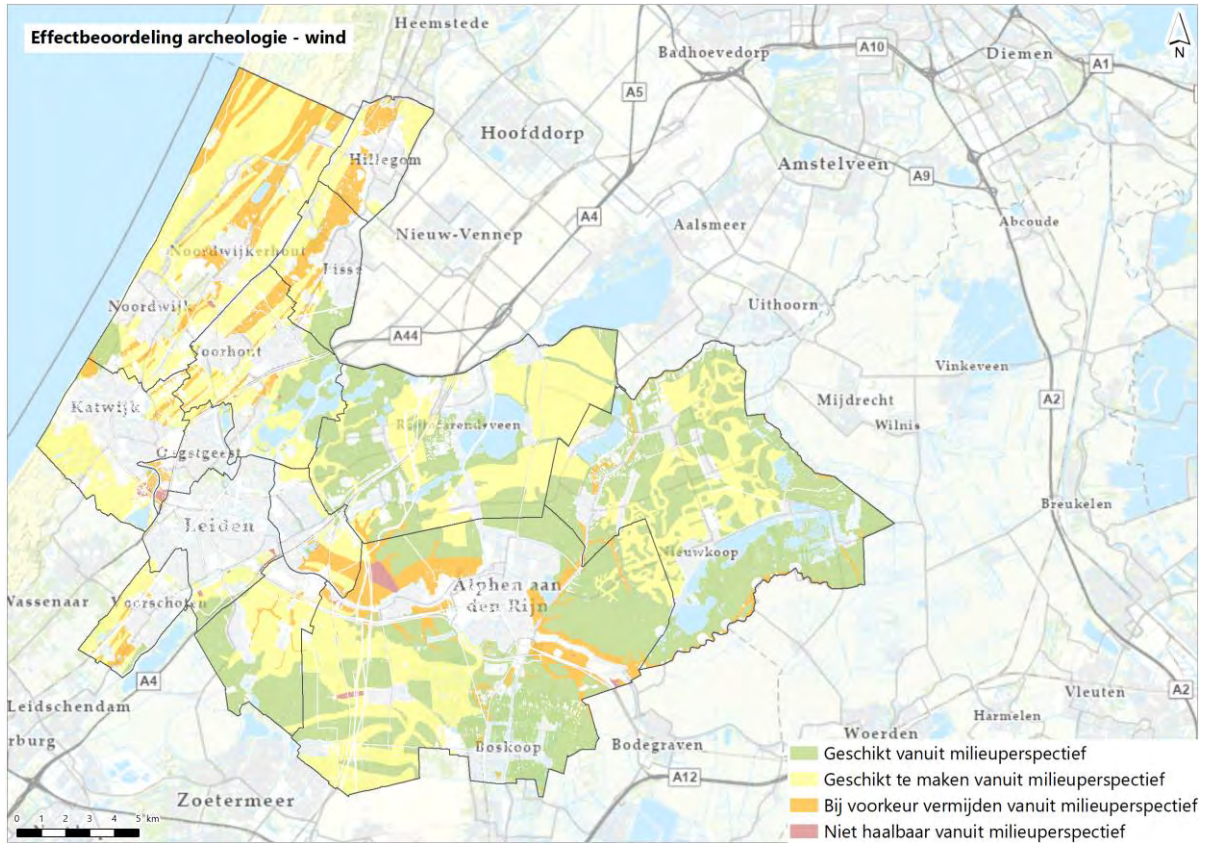 Effectbeoordeling archeologie - wind
Heemstede
Badhoevedorp
A10
Diemen
N
A1
A5
Hoofddorp
Hillegom
Amstelveen
A9
A4
Aalsmeer
Abcoude
Nieuw-Vennep
Noordwijkerhout
Lisse
Noordwijk
Uithoorn
A44
Voorhout
Vinkeveen
Katwijk
Mijdrecht
A2
Wilnis
Roelofarendsveen
Oegstgeest
Breukelen
Leiden
Nieuwkoop
Alphen aan
den Rijn
Wassenaar
Voorschoten
A4
Vleuten
A2
Leidschendam
Harmelen
rburg
Woerden
Boskoop
Bodegraven
A12
Zoetermeer
Geschikt vanuit milieuperspectief
Geschikt te maken vanuit milieuperspectief
Bij voorkeur vermijden vanuit milieuperspectief
Niet haalbaar vanuit milieuperspectief
0 1 2 3 4 5 km